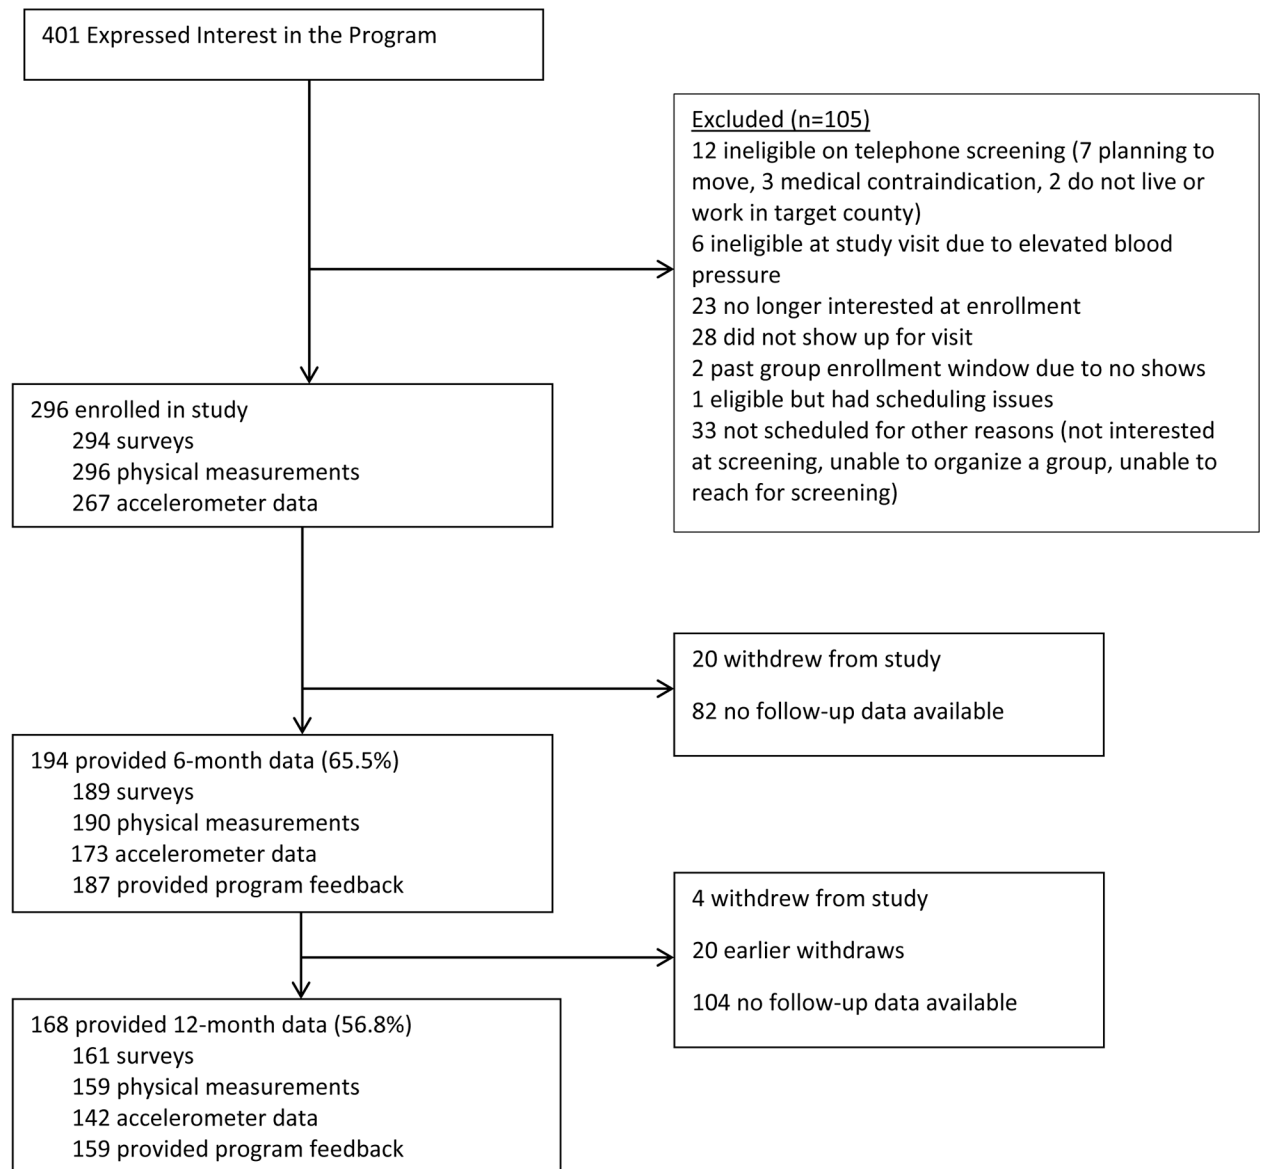 401 Expressed Interest in the Program
Excluded (n=105)
12 ineligible on telephone screening (7 planning to
move, 3 medical contraindication, 2 do not live or
work in target county)
6 ineligible at study visit due to elevated blood
pressure
23 no longer interested at enrollment
28 did not show up for visit
2 past group enrollment window due to no shows
1 eligible but had scheduling issues
33 not scheduled for other reasons (not interested
at screening, unable to organize a group, unable to
reach for screening)
296 enrolled in study
294 surveys
296 physical measurements
267 accelerometer data
20 withdrew from study
82 no follow-up data available
194 provided 6-month data (65.5%)
189 surveys
190 physical measurements
173 accelerometer data
187 provided program feedback
4 withdrew from study
20 earlier withdraws
104 no follow-up data available
168 provided 12-month data (56.8%)
161 surveys
159 physical measurements
142 accelerometer data
159 provided program feedback